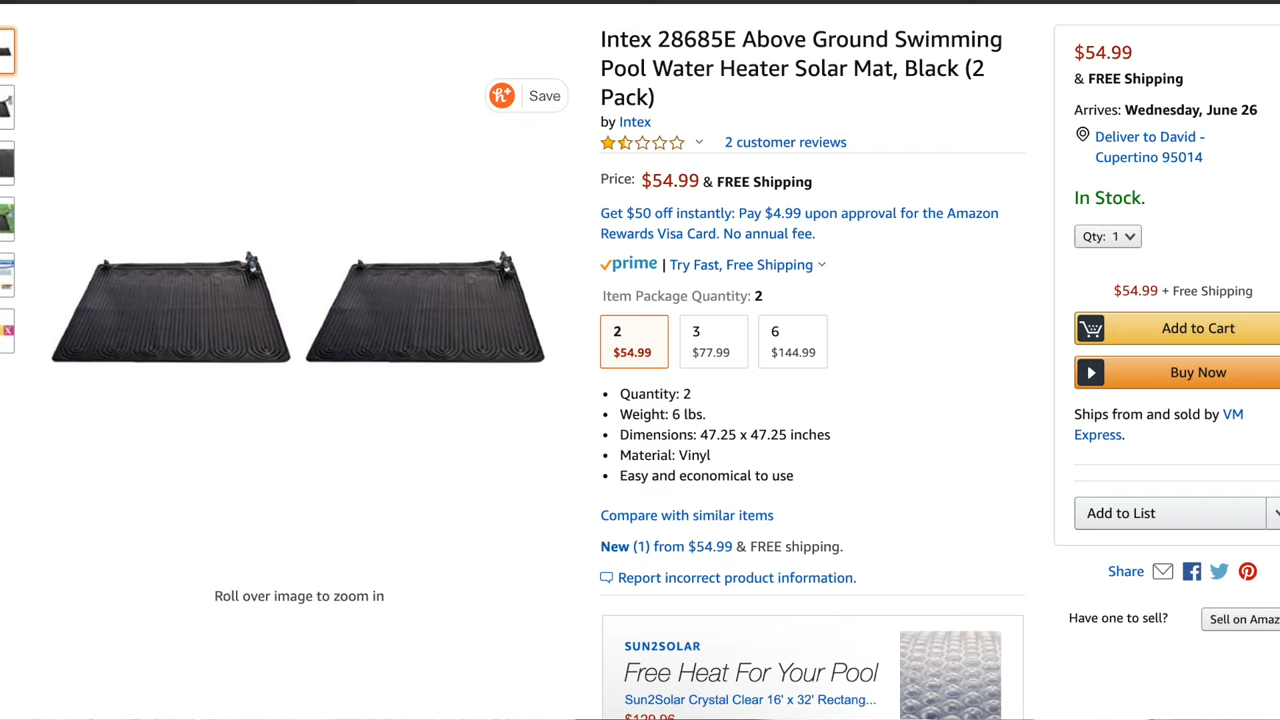 Save
Roll over image to zoom in
Intex 28685E Above Ground Swimming
Pool Water Heater Solar Mat, Black (2
Pack)
by Intex
2 customer reviews
Price: $54.99 & FREE Shipping
Get $50 off instantly: Pay $4.99 upon approval for the Amazon
Rewards Visa Card. No annual fee.
prime | Try Fast, Free Shipping
Item Package Quantity: 2
2 3 6
$54.99 $77.99 $144.99
• Quantity: 2
• Weight: 6 lbs.
• Dimensions: 47.25 x 47.25 inches
• Material: Vinyl
• Easy and economical to use
Compare with similar items
New (1) from $54.99 & FREE shipping.
Report incorrect product information.
SUN2SOLAR
Free Heat For Your Pool
Sun2Solar Crystal Clear 16' x 32' Rectang...
$129.96
$54.99
& FREE Shipping
Arrives: Wednesday, June 26
Deliver to David -
Cupertino 95014
In Stock.
Qty: 1
$54.99 + Free Shipping
Add to Cart
Buy Now
Ships from and sold by VM
Express.
Add to List
Share
Have one to sell?
Sell on Amaz